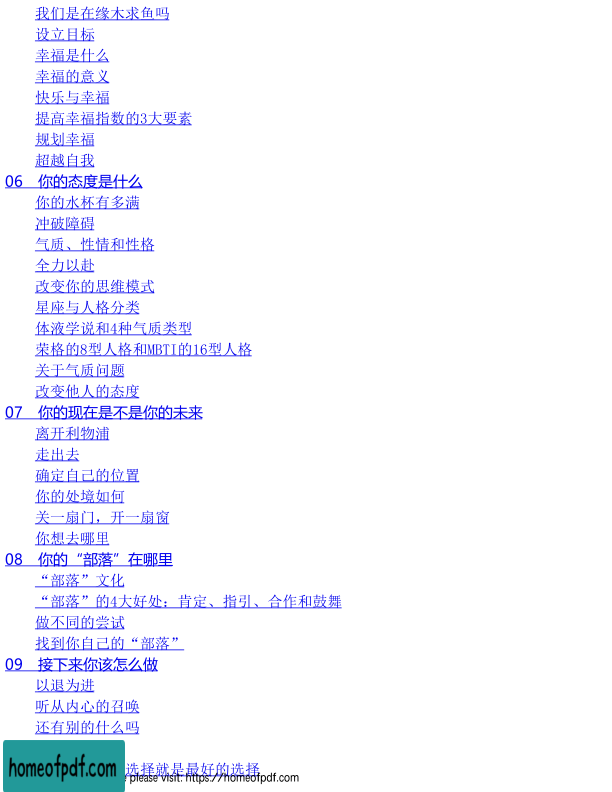 我们是在缘木求鱼吗
设立目标
幸福是什么
幸福的意义
快乐与幸福
提高幸福指数的3大要素
规划幸福
超越自我
06 你的态度是什么
你的水杯有多满
冲破障碍
气质、性情和性格
全力以赴
改变你的思维模式
星座与人格分类
体液学说和4种气质类型
荣格的8型人格和MBTI的16型人格
关于气质问题
改变他人的态度
07 你的现在是不是你的未来
离开利物浦
走出去
确定自己的位置
你的处境如何
关一扇门，开一扇窗
你想去哪里
08 你的“部落”在哪里
“部落”文化
“部落”的4大好处：肯定、指引、合作和鼓舞
做不同的尝试
找到你自己的“部落”
09 接下来你该怎么做
以退为进
听从内心的召唤
还有别的什么吗
选择就是最好的选择
homeofpdf.com
please visit: https://homeofpdf.com